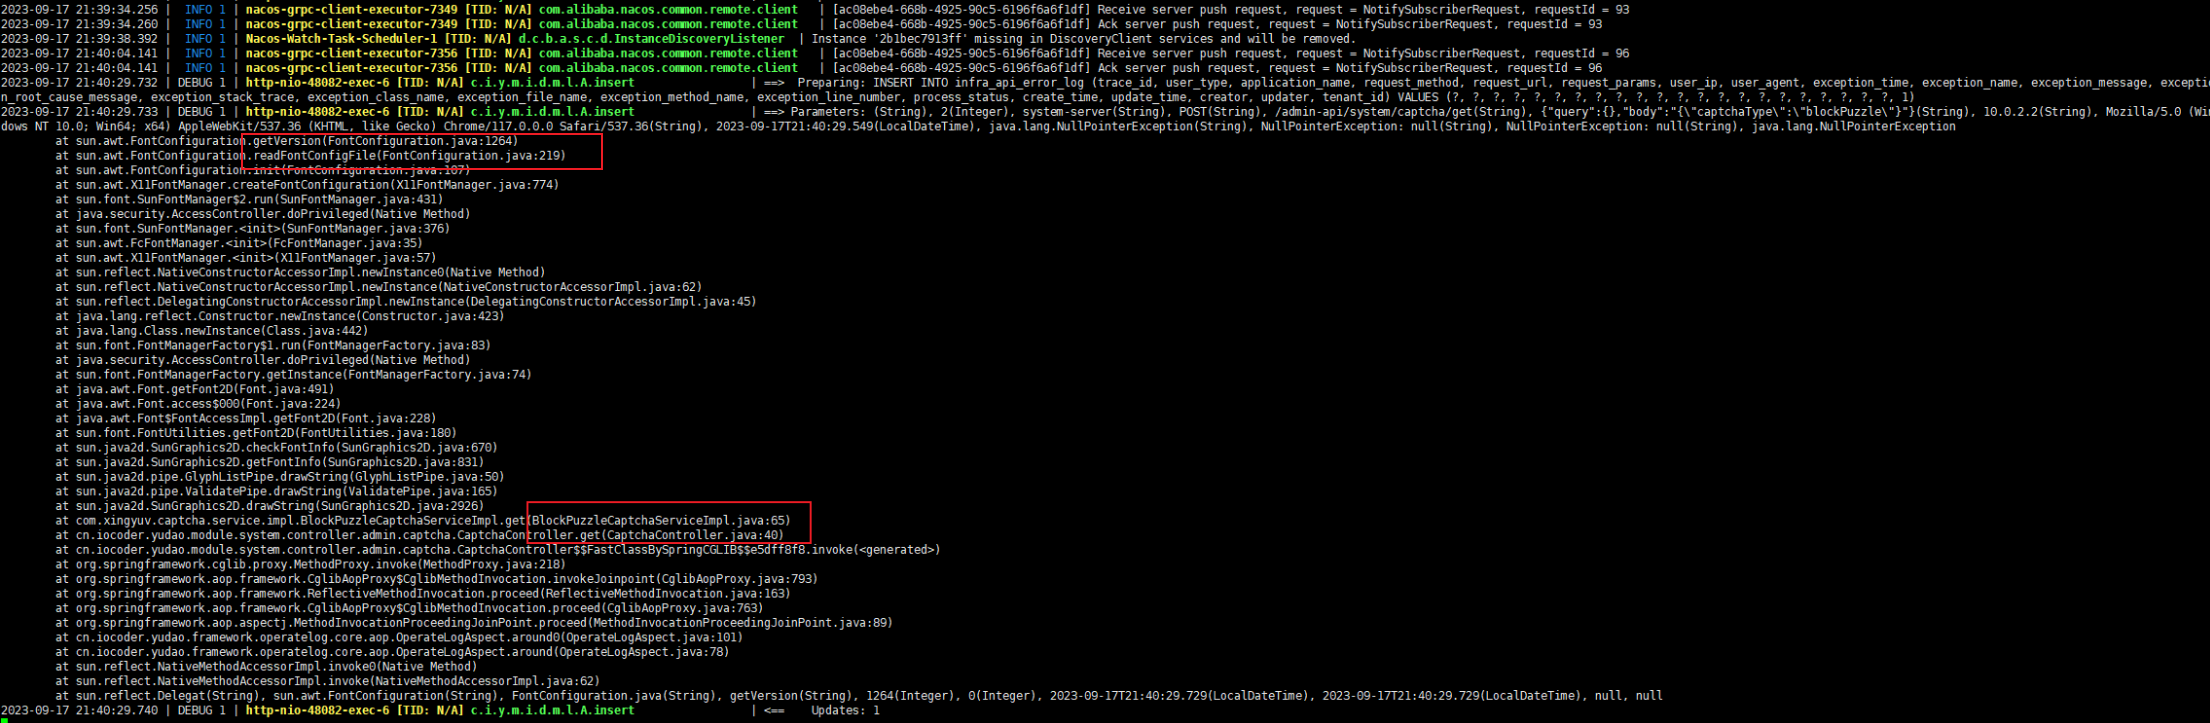 2023-09-17 21:39:34.256 |  INFO 1 | nacos-grpc-client-executor-7349 [TID: N/A] com.alibaba.nacos.common.remote.client   | [ac08ebe4-668b-4925-90c5-6196f6a6f1df] Receive server push request, request = NotifySubscriberRequest, requestId = 93
2023-09-17 21:39:34.260 |  INFO 1 | nacos-grpc-client-executor-7349 [TID: N/A] com.alibaba.nacos.common.remote.client   | [ac08ebe4-668b-4925-90c5-6196f6a6f1df] Ack server push request, request = NotifySubscriberRequest, requestId = 93
2023-09-17 21:39:38.392 |  INFO 1 | Nacos-Watch-Task-Scheduler-1 [TID: N/A] d.c.b.a.s.c.d.InstanceDiscoveryListener  | Instance '2b1bec7913ff' missing in DiscoveryClient services and will be removed.
2023-09-17 21:40:04.141 |  INFO 1 | nacos-grpc-client-executor-7356 [TID: N/A] com.alibaba.nacos.common.remote.client   | [ac08ebe4-668b-4925-90c5-6196f6a6f1df] Receive server push request, request = NotifySubscriberRequest, requestId = 96
2023-09-17 21:40:04.141 |  INFO 1 | nacos-grpc-client-executor-7356 [TID: N/A] com.alibaba.nacos.common.remote.client   | [ac08ebe4-668b-4925-90c5-6196f6a6f1df] Ack server push request, request = NotifySubscriberRequest, requestId = 96
2023-09-17 21:40:29.732 | DEBUG 1 | http-nio-48082-exec-6 [TID: N/A] c.i.y.m.i.d.m.l.A.insert                 | ==>  Preparing: INSERT INTO infra_api_error_log (trace_id, user_type, application_name, request_method, request_url, request_params, user_ip, user_agent, exception_time, exception_name, exception_message, exceptio
n_root_cause_message, exception_stack_trace, exception_class_name, exception_file_name, exception_method_name, exception_line_number, process_status, create_time, update_time, creator, updater, tenant_id) VALUES (?, ?, ?, ?, ?, ?, ?, ?, ?, ?, ?, ?, ?, ?, ?, ?, ?, ?, ?, ?, ?, ?, 1)
2023-09-17 21:40:29.733 | DEBUG 1 | http-nio-48082-exec-6 [TID: N/A] c.i.y.m.i.d.m.l.A.insert                 | ==> Parameters: (String), 2(Integer), system-server(String), POST(String), /admin-api/system/captcha/get(String), {"query":{},"body":"{\"captchaType\":\"blockPuzzle\"}"}(String), 10.0.2.2(String), Mozilla/5.0 (Win
dows NT 10.0; Win64; x64) AppleWebKit/537.36 (KHTML, like Gecko) Chrome/117.0.0.0 Safari/537.36(String), 2023-09-17T21:40:29.549(LocalDateTime), java.lang.NullPointerException(String), NullPointerException: null(String), NullPointerException: null(String), java.lang.NullPointerException
at sun.awt.FontConfiguration.getVersion(FontConfiguration.java:1264)
at sun.awt.FontConfiguration.readFontConfigFile(FontConfiguration.java:219)
at sun.awt.FontConfiguration.init(FontConfiguration.java:107)
at sun.awt.X11FontManager.createFontConfiguration(X11FontManager.java:774)
at sun.font.SunFontManager$2.run(SunFontManager.java:431)
at java.security.AccessController.doPrivileged(Native Method)
at sun.font.SunFontManager.<init>(SunFontManager.java:376)
at sun.awt.FcFontManager.<init>(FcFontManager.java:35)
at sun.awt.X11FontManager.<init>(X11FontManager.java:57)
at sun.reflect.NativeConstructorAccessorImpl.newInstance0(Native Method)
at sun.reflect.NativeConstructorAccessorImpl.newInstance(NativeConstructorAccessorImpl.java:62)
at sun.reflect.DelegatingConstructorAccessorImpl.newInstance(DelegatingConstructorAccessorImpl.java:45)
at java.lang.reflect.Constructor.newInstance(Constructor.java:423)
at java.lang.Class.newInstance(Class.java:442)
at sun.font.FontManagerFactory$1.run(FontManagerFactory.java:83)
at java.security.AccessController.doPrivileged(Native Method)
at sun.font.FontManagerFactory.getInstance(FontManagerFactory.java:74)
at java.awt.Font.getFont2D(Font.java:491)
at java.awt.Font.access$000(Font.java:224)
at java.awt.Font$FontAccessImpl.getFont2D(Font.java:228)
at sun.font.FontUtilities.getFont2D(FontUtilities.java:180)
at sun.java2d.SunGraphics2D.checkFontInfo(SunGraphics2D.java:670)
at sun.java2d.SunGraphics2D.getFontInfo(SunGraphics2D.java:831)
at sun.java2d.pipe.GlyphListPipe.drawString(GlyphListPipe.java:50)
at sun.java2d.pipe.ValidatePipe.drawString(ValidatePipe.java:165)
at sun.java2d.SunGraphics2D.drawString(SunGraphics2D.java:2926)
at com.xingyuv.captcha.service.impl.BlockPuzzleCaptchaServiceImpl.get(BlockPuzzleCaptchaServiceImpl.java:65)
at cn.iocoder.yudao.module.system.controller.admin.captcha.CaptchaController.get(CaptchaController.java:40)
at cn.iocoder.yudao.module.system.controller.admin.captcha.CaptchaController$$FastClassBySpringCGLIB$$e5dff8f8.invoke(<generated>)
at org.springframework.cglib.proxy.MethodProxy.invoke(MethodProxy.java:218)
at org.springframework.aop.framework.CglibAopProxy$CglibMethodInvocation.invokeJoinpoint(CglibAopProxy.java:793)
at org.springframework.aop.framework.ReflectiveMethodInvocation.proceed(ReflectiveMethodInvocation.java:163)
at org.springframework.aop.framework.CglibAopProxy$CglibMethodInvocation.proceed(CglibAopProxy.java:763)
at org.springframework.aop.aspectj.MethodInvocationProceedingJoinPoint.proceed(MethodInvocationProceedingJoinPoint.java:89)
at cn.iocoder.yudao.framework.operatelog.core.aop.OperateLogAspect.around0(OperateLogAspect.java:101)
at cn.iocoder.yudao.framework.operatelog.core.aop.OperateLogAspect.around(OperateLogAspect.java:78)
at sun.reflect.NativeMethodAccessorImpl.invoke0(Native Method)
at sun.reflect.NativeMethodAccessorImpl.invoke(NativeMethodAccessorImpl.java:62)
at sun.reflect.Delegat(String), sun.awt.FontConfiguration(String), FontConfiguration.java(String), getVersion(String), 1264(Integer), 0(Integer), 2023-09-17T21:40:29.729(LocalDateTime), 2023-09-17T21:40:29.729(LocalDateTime), null, null
2023-09-17 21:40:29.740 | DEBUG 1 | http-nio-48082-exec-6 [TID: N/A] c.i.y.m.i.d.m.l.A.insert                 | <==    Updates: 1